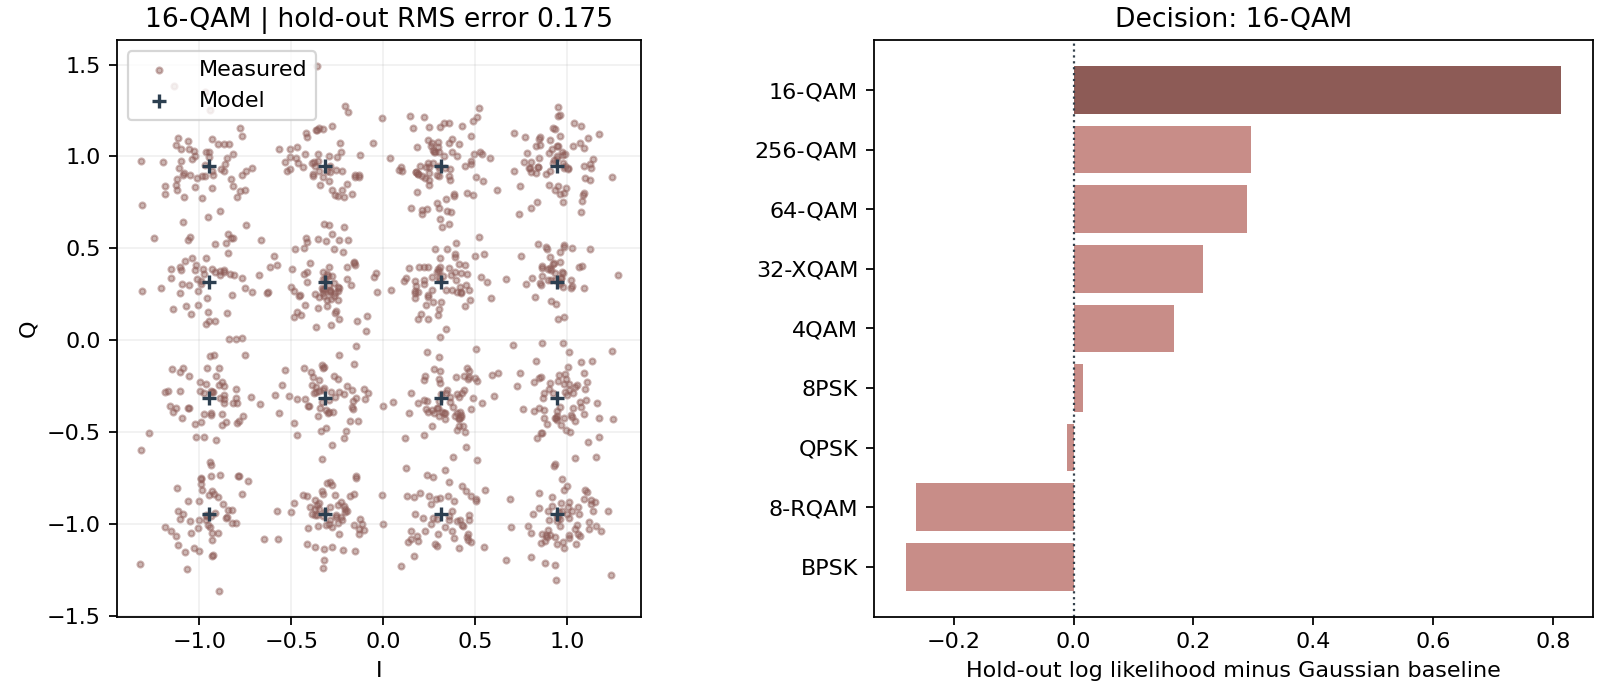 16-QAM | hold-out RMS error 0.175
Measured
Model
1.5
1.0
0.5
0.0
−0.5
−1.0
−1.5
Q
−1.0
−0.5
0.0
0.5
1.0
I
Decision: 16-QAM
16-QAM
256-QAM
64-QAM
32-XQAM
4QAM
8PSK
QPSK
8-RQAM
BPSK
−0.2
0.0
0.2
0.4
0.6
0.8
Hold-out log likelihood minus Gaussian baseline